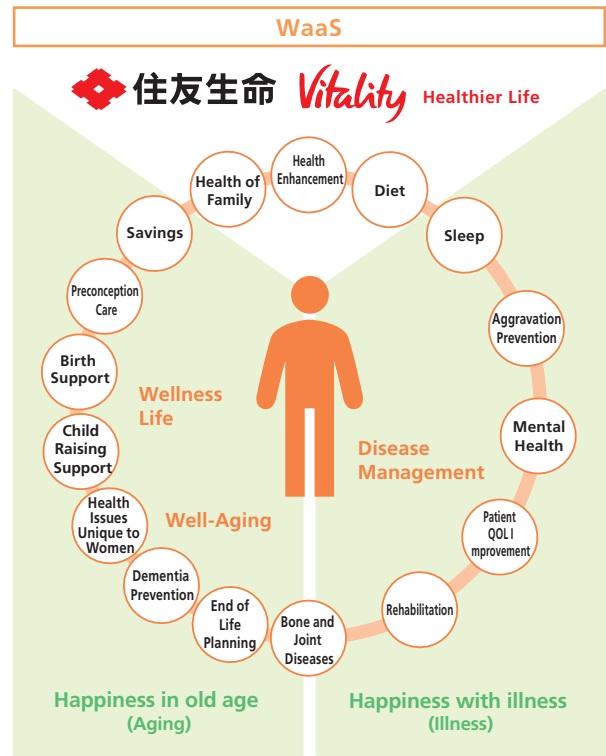 WaaS
住友生命 Vitality Healthier Life
Health
Enhancement
Health of
Family
Diet
Savings
Sleep
Preconception
Care
Aggravation
Prevention
Birth
Support
Wellness
Life
Mental
Health
Child
Raising
Support
Disease
Management
Health
Issues
Unique to
Women
Well-Aging
Patient
QOL I
mprovement
Dementia
Prevention
Rehabilitation
End of
Life
Planning
Bone and
Joint
Diseases
Happiness in old age
(Aging)
Happiness with illness
(Illness)